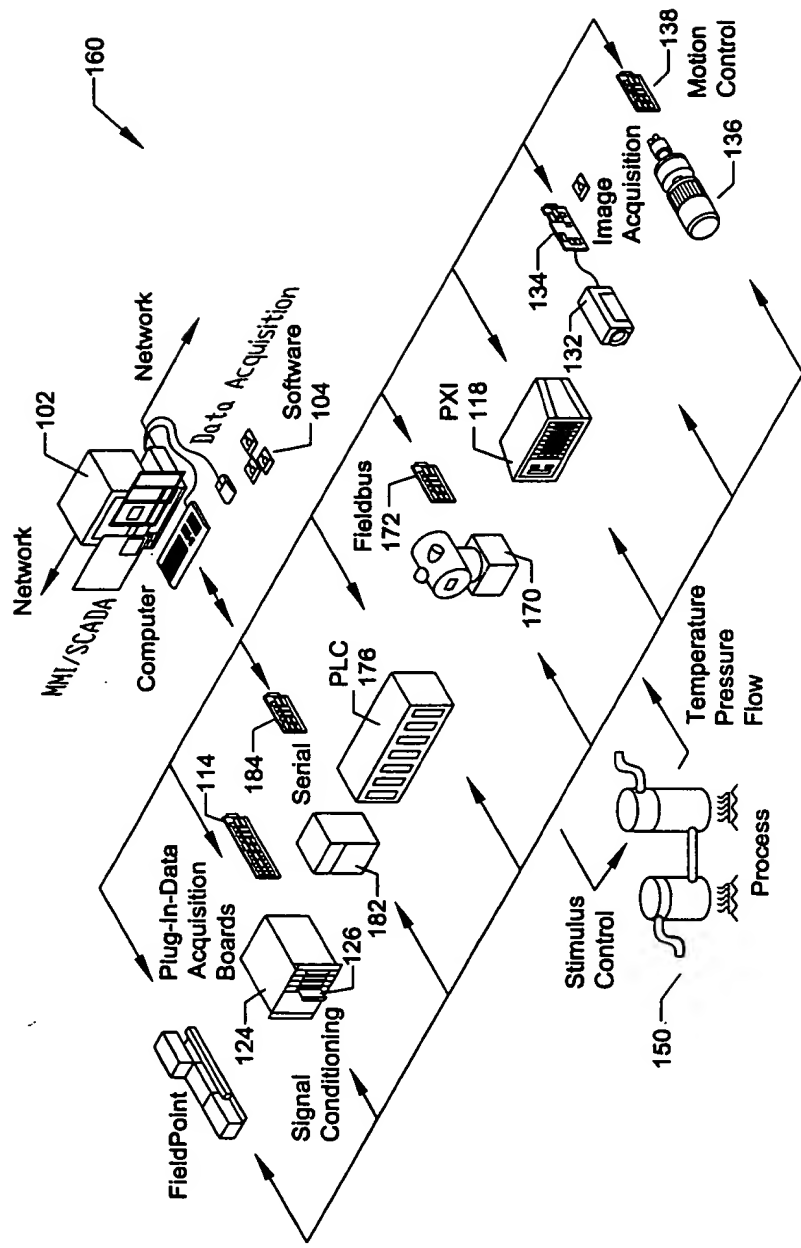 160
Network
102
Network
MMI/SCADA
Data Acquisition
Computer
Software
104
138
Motion
Control
136
Image
Acquisition
134
132
PXI
118
Fieldbus
172
170
PLC
176
184
Serial
114
182
Plug-In-Data
Acquisition
Boards
124
126
FieldPoint
Signal
Conditioning
Temperature
Pressure
Flow
Stimulus
Control
Process
150